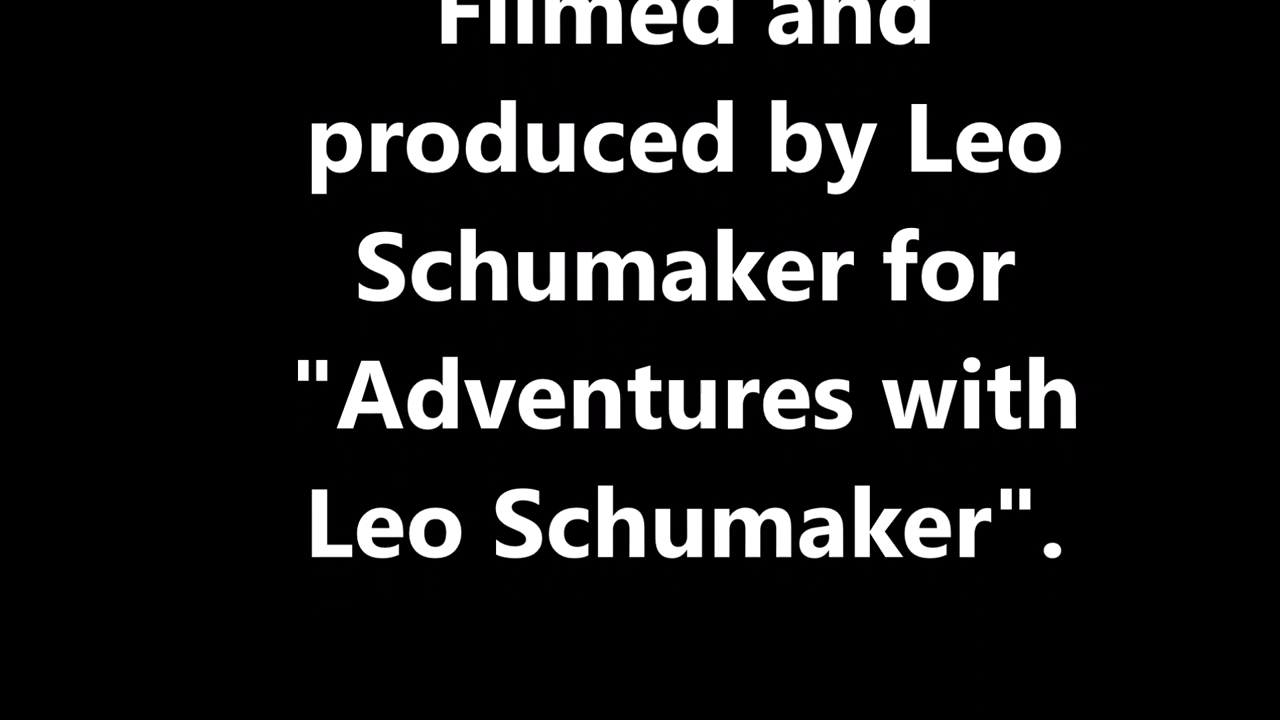 Filmed and
produced by Leo
Schumaker for
"Adventures with
Leo Schumaker".